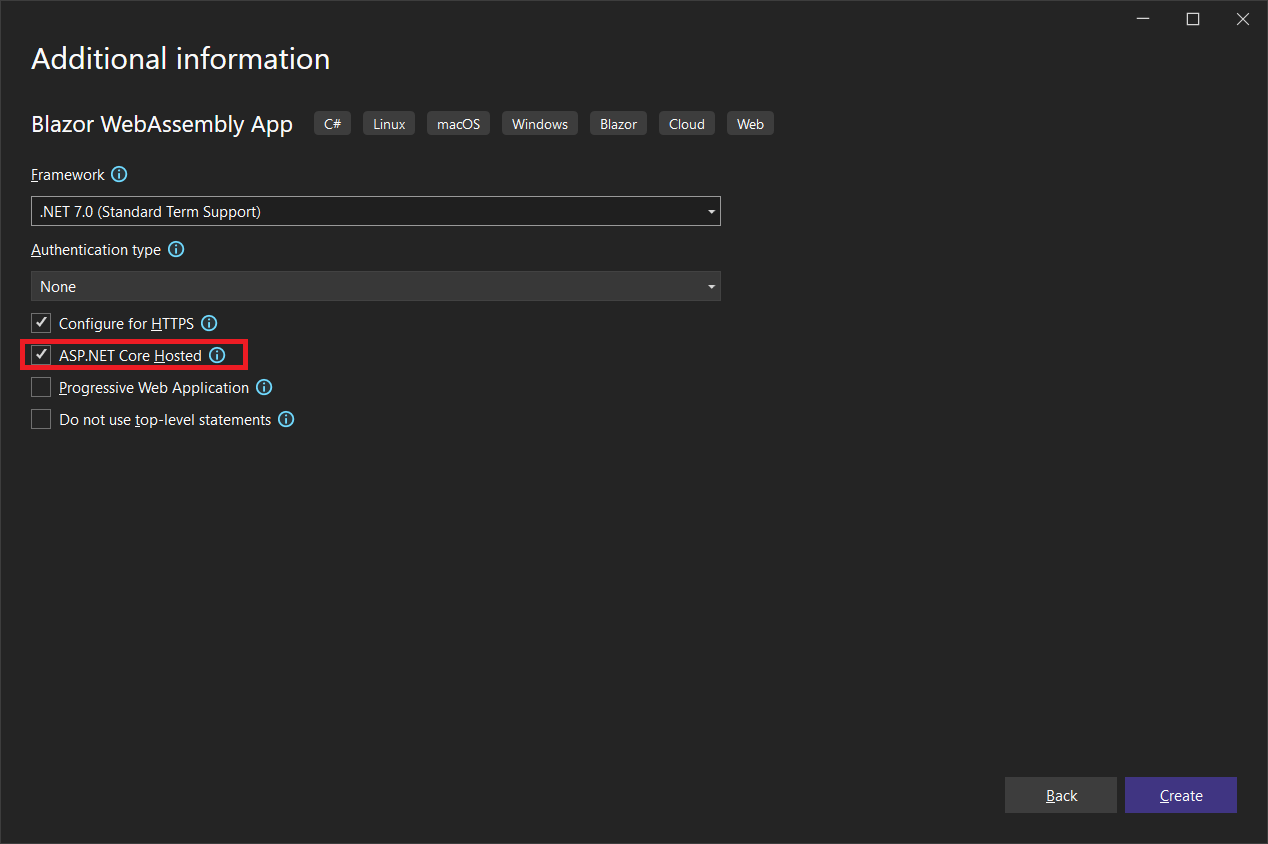 Additional information
Blazor WebAssembly App C# Linux macOS Windows Blazor Cloud Web
Framework
.NET 7.0 (Standard Term Support)
Authentication type
None
Configure for HTTPS
ASP.NET Core Hosted
Progressive Web Application
Do not use top-level statements
Back Create